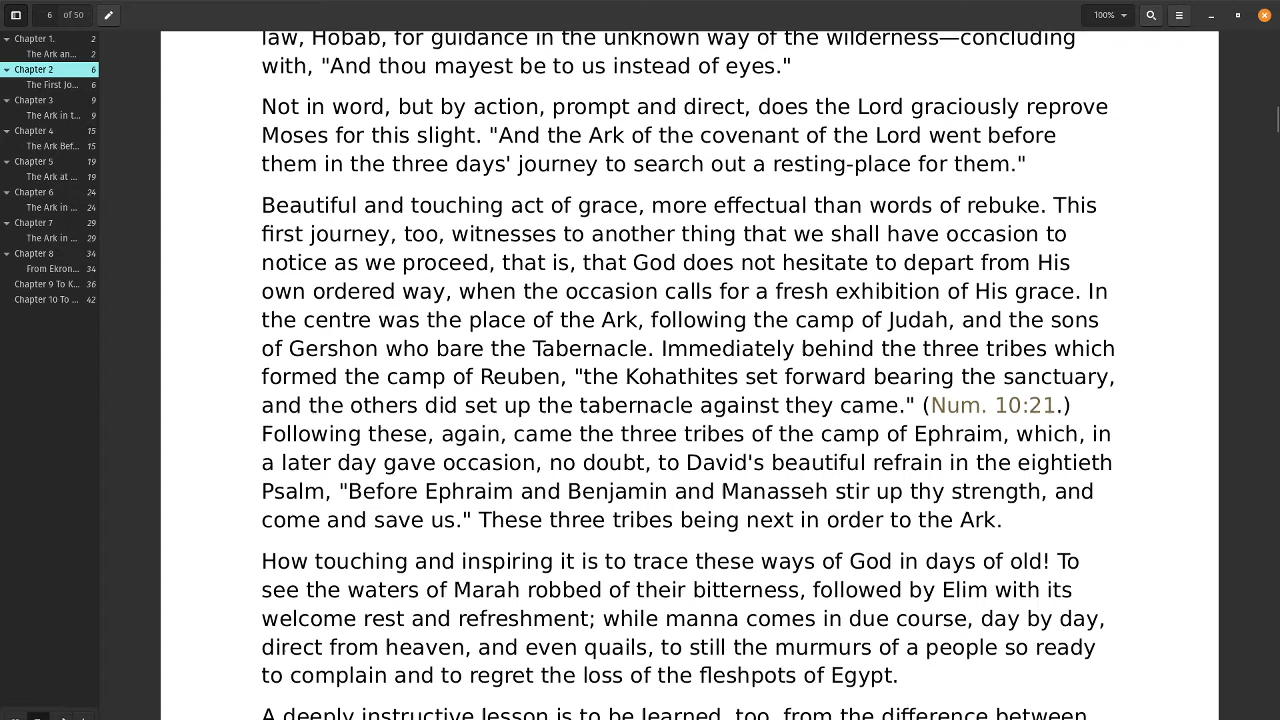 6 of 50
100%
Chapter 1. 2
The Ark an... 2
Chapter 2 6
The First Jo... 6
Chapter 3 9
The Ark in t... 9
Chapter 4 15
The Ark Bef... 15
Chapter 5 19
The Ark at ... 19
Chapter 6 24
The Ark in ... 24
Chapter 7 29
The Ark in ... 29
Chapter 8 34
From Ekron... 34
Chapter 9 To K... 36
Chapter 10 To ... 42
law, Hobab, for guidance in the unknown way of the wilderness—concluding
with, "And thou mayest be to us instead of eyes."
Not in word, but by action, prompt and direct, does the Lord graciously reprove
Moses for this slight. "And the Ark of the covenant of the Lord went before
them in the three days' journey to search out a resting-place for them."
Beautiful and touching act of grace, more effectual than words of rebuke. This
first journey, too, witnesses to another thing that we shall have occasion to
notice as we proceed, that is, that God does not hesitate to depart from His
own ordered way, when the occasion calls for a fresh exhibition of His grace. In
the centre was the place of the Ark, following the camp of Judah, and the sons
of Gershon who bare the Tabernacle. Immediately behind the three tribes which
formed the camp of Reuben, "the Kohathites set forward bearing the sanctuary,
and the others did set up the tabernacle against they came." (Num. 10:21.)
Following these, again, came the three tribes of the camp of Ephraim, which, in
a later day gave occasion, no doubt, to David's beautiful refrain in the eightieth
Psalm, "Before Ephraim and Benjamin and Manasseh stir up thy strength, and
come and save us." These three tribes being next in order to the Ark.
How touching and inspiring it is to trace these ways of God in days of old! To
see the waters of Marah robbed of their bitterness, followed by Elim with its
welcome rest and refreshment; while manna comes in due course, day by day,
direct from heaven, and even quails, to still the murmurs of a people so ready
to complain and to regret the loss of the fleshpots of Egypt.
A deeply instructive lesson is to be learned, too, from the difference between